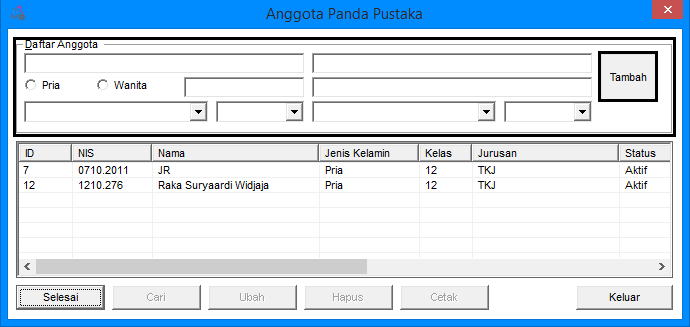 Anggota Panda Pustaka
Daftar Anggota
Pria Wanita
Tambah
ID NIS Nama Jenis Kelamin Kelas Jurusan Status
7 0710.2011 JR Pria 12 TKJ Aktif
12 1210.276 Raka Suryaardi Widjaja Pria 12 TKJ Aktif
Selesai Cari Ubah Hapus Cetak Keluar